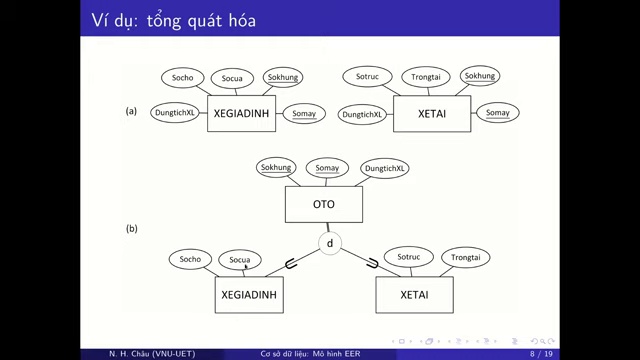 Ví dụ: tổng quát hóa
Socho Socua Sokhung Sotruc Trongtai Sokhung
(a) DungtichXL XEGIADINH Somay DungtichXL XETAI Somay
Sokhung Somay DungtichXL
OTO
(b) d
Socho Socua Sotruc Trongtai
XEGIADINH XETAI
N. H. Châu (VNU-UET) Cơ sở dữ liệu: Mô hình EER 8 / 19